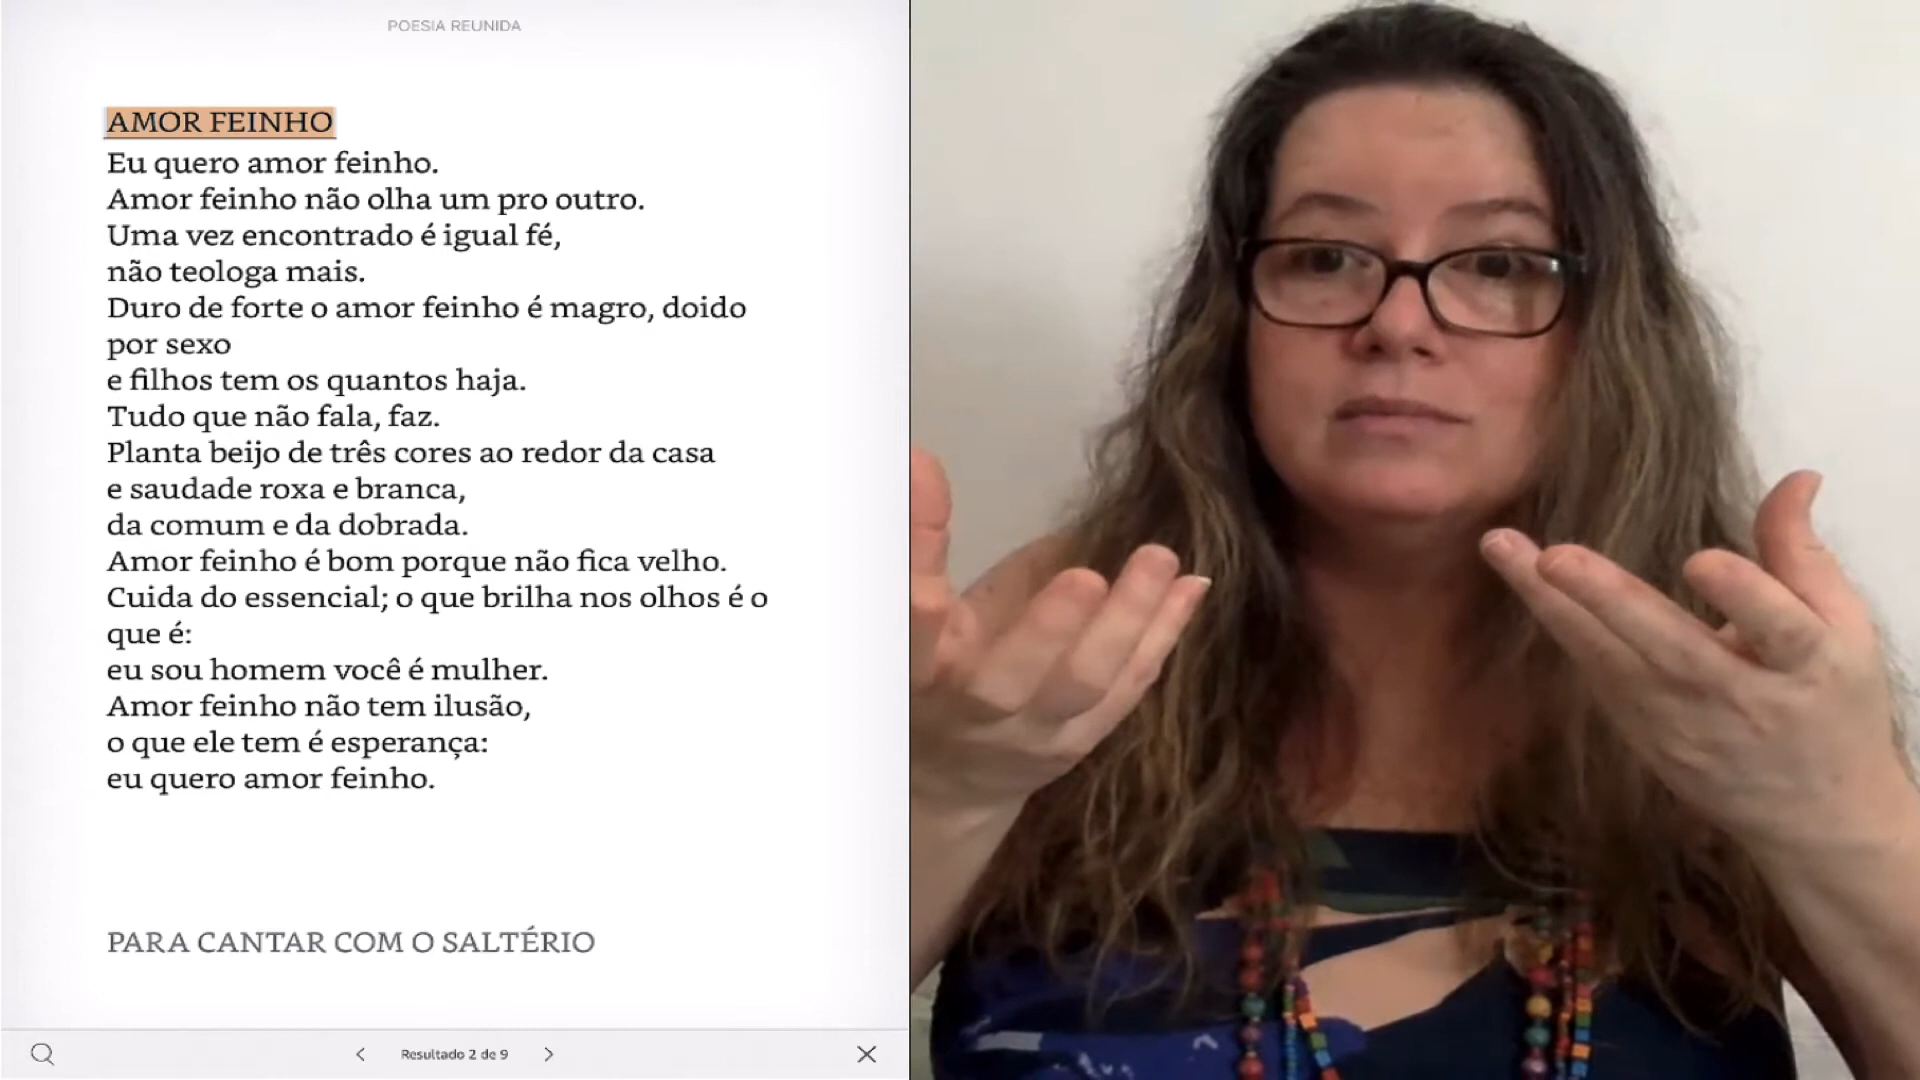 POESIA REUNIDA
AMOR FEINHO
Eu quero amor feinho.
Amor feinho não olha um pro outro.
Uma vez encontrado é igual fé,
não teologa mais.
Duro de forte o amor feinho é magro, doido
por sexo
e filhos tem os quantos haja.
Tudo que não fala, faz.
Planta beijo de três cores ao redor da casa
e saudade roxa e branca,
da comum e da dobrada.
Amor feinho é bom porque não fica velho.
Cuida do essencial; o que brilha nos olhos é o
que é:
eu sou homem você é mulher.
Amor feinho não tem ilusão,
o que ele tem é esperança:
eu quero amor feinho.
PARA CANTAR COM O SALTÉRIO
Resultado 2 de 9